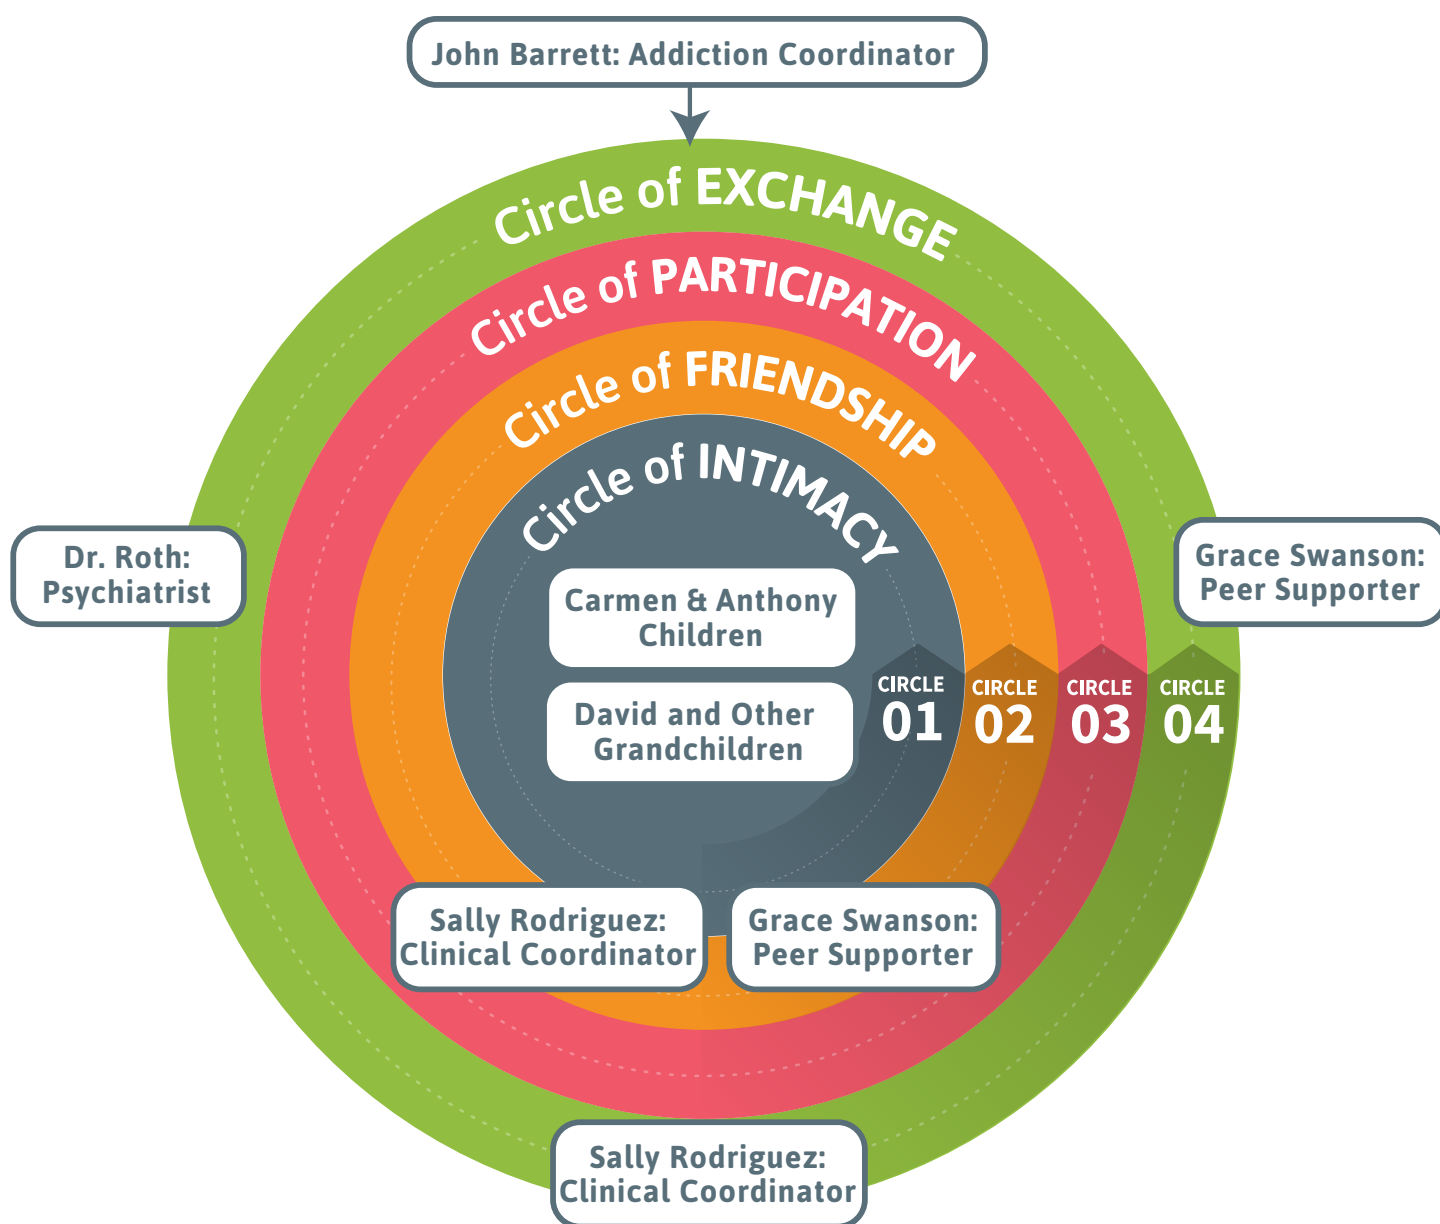 John Barrett: Addiction Coordinator
Circle of EXCHANGE
Circle of PARTICIPATION
Circle of FRIENDSHIP
Circle of INTIMACY
Dr. Roth:
Psychiatrist
Grace Swanson:
Peer Supporter
Carmen & Anthony
Children
David and Other
Grandchildren
CIRCLE
01
CIRCLE
02
CIRCLE
03
CIRCLE
04
Sally Rodriguez:
Clinical Coordinator
Grace Swanson:
Peer Supporter
Sally Rodriguez:
Clinical Coordinator